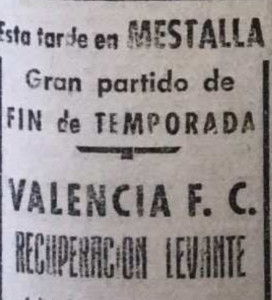 Esta tarde en MESTALLA
Gran partido de
FIN de TEMPORADA
VALENCIA F. C.
RECUPERACION LEVANTE